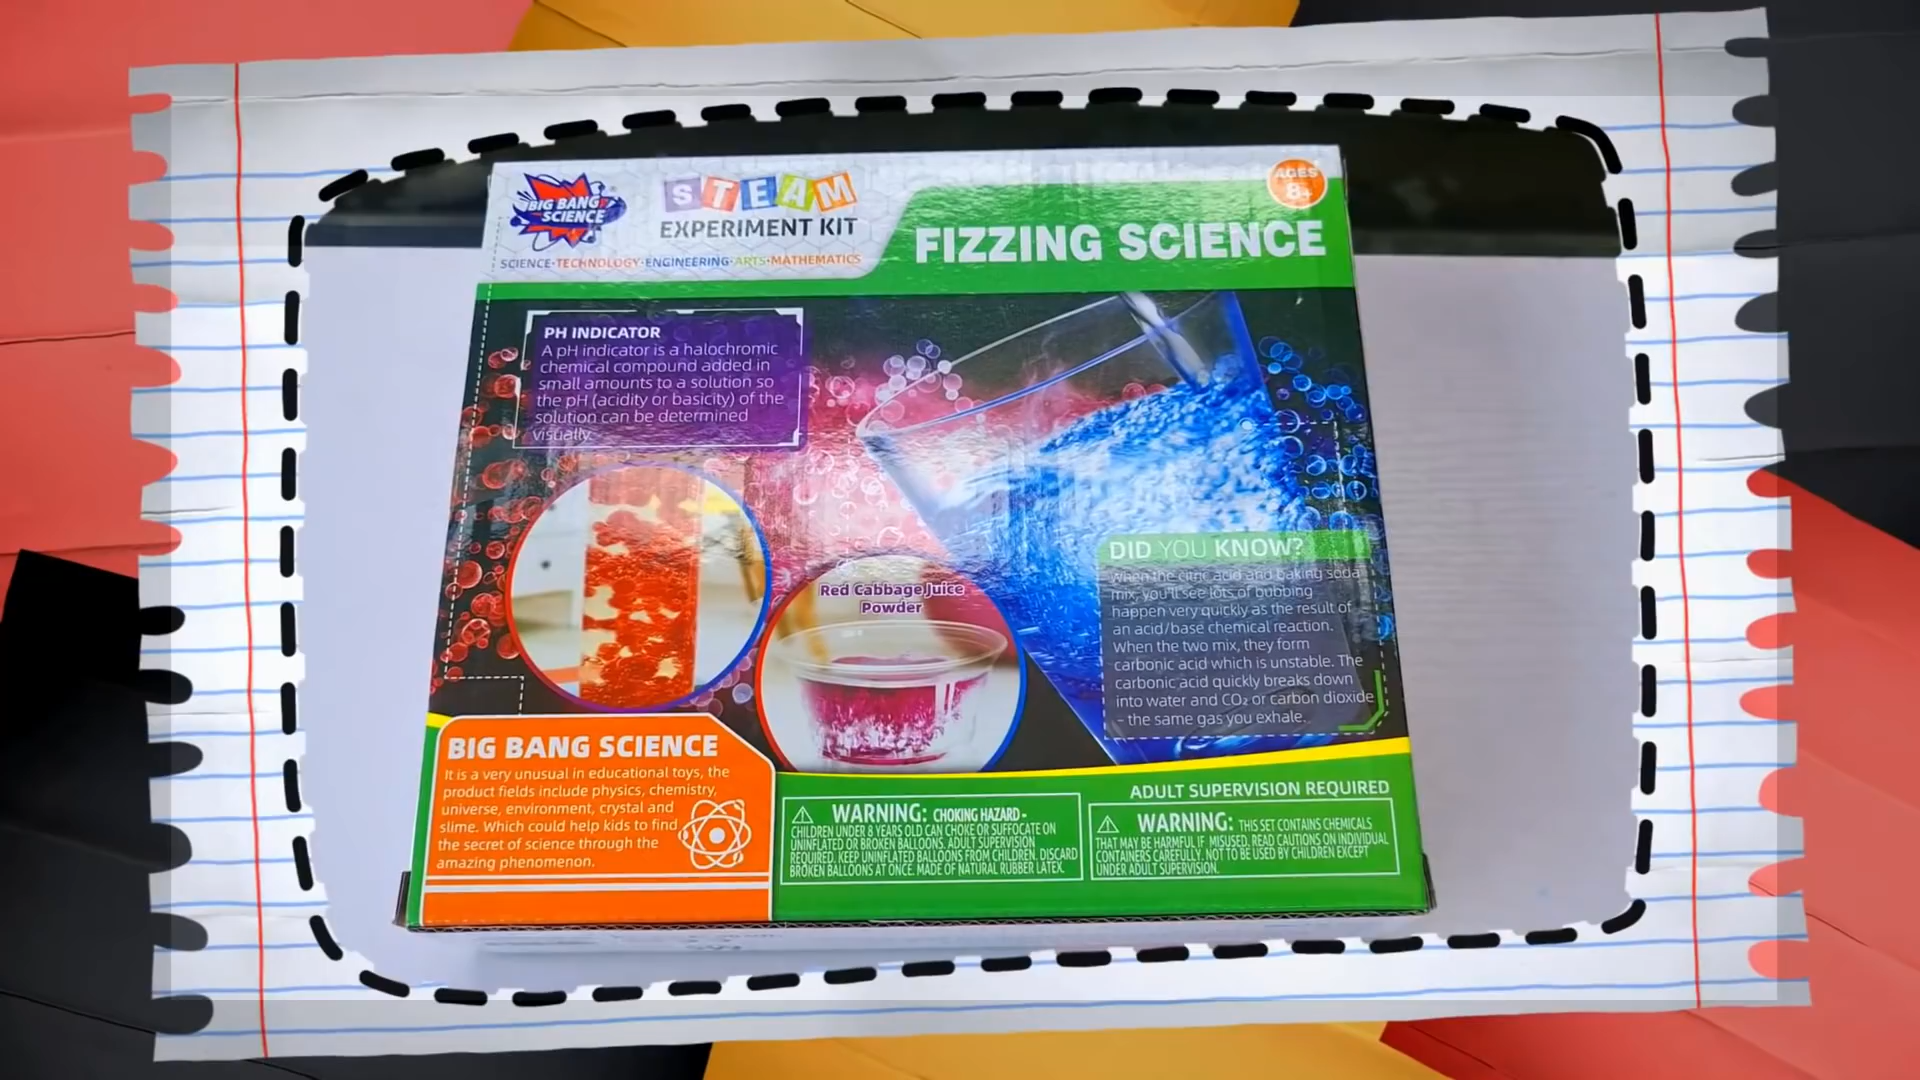 BIG BANG
SCIENCE
STEAM
EXPERIMENT KIT
SCIENCE·TECHNOLOGY·ENGINEERING·ARTS·MATHEMATICS
AGES
8+
FIZZING SCIENCE
PH INDICATOR
A pH indicator is a halochromic
chemical compound added in
small amounts to a solution so
the pH (acidity or basicity) of the
solution can be determined
visually.
Red Cabbage Juice
Powder
DID YOU KNOW?
When the citric acid and baking soda
mix, you'll see lots of bubbing
happen very quickly as the result of
an acid/base chemical reaction.
When the two mix, they form
carbonic acid which is unstable. The
carbonic acid quickly breaks down
into water and CO₂ or carbon dioxide
- the same gas you exhale.
BIG BANG SCIENCE
It is a very unusual in educational toys, the
product fields include physics, chemistry,
universe, environment, crystal and
slime. Which could help kids to find
the secret of science through the
amazing phenomenon.
WARNING: CHOKING HAZARD -
CHILDREN UNDER 8 YEARS OLD CAN CHOKE OR SUFFOCATE ON
UNINFLATED OR BROKEN BALLOONS. ADULT SUPERVISION
REQUIRED. KEEP UNINFLATED BALLOONS FROM CHILDREN. DISCARD
BROKEN BALLOONS AT ONCE. MADE OF NATURAL RUBBER LATEX.
ADULT SUPERVISION REQUIRED
WARNING: THIS SET CONTAINS CHEMICALS
THAT MAY BE HARMFUL IF MISUSED. READ CAUTIONS ON INDIVIDUAL
CONTAINERS CAREFULLY. NOT TO BE USED BY CHILDREN EXCEPT
UNDER ADULT SUPERVISION.